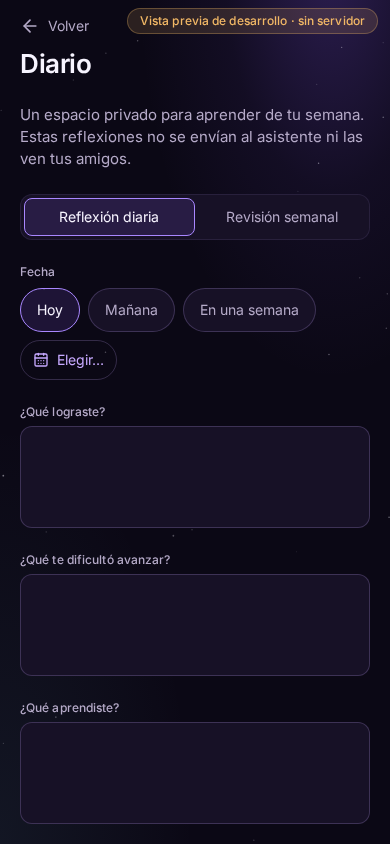 Volver
Vista previa de desarrollo · sin servidor
Diario
Un espacio privado para aprender de tu semana.
Estas reflexiones no se envían al asistente ni las
ven tus amigos.
Reflexión diaria
Revisión semanal
Fecha
Hoy
Mañana
En una semana
Elegir...
¿Qué lograste?
¿Qué te dificultó avanzar?
¿Qué aprendiste?